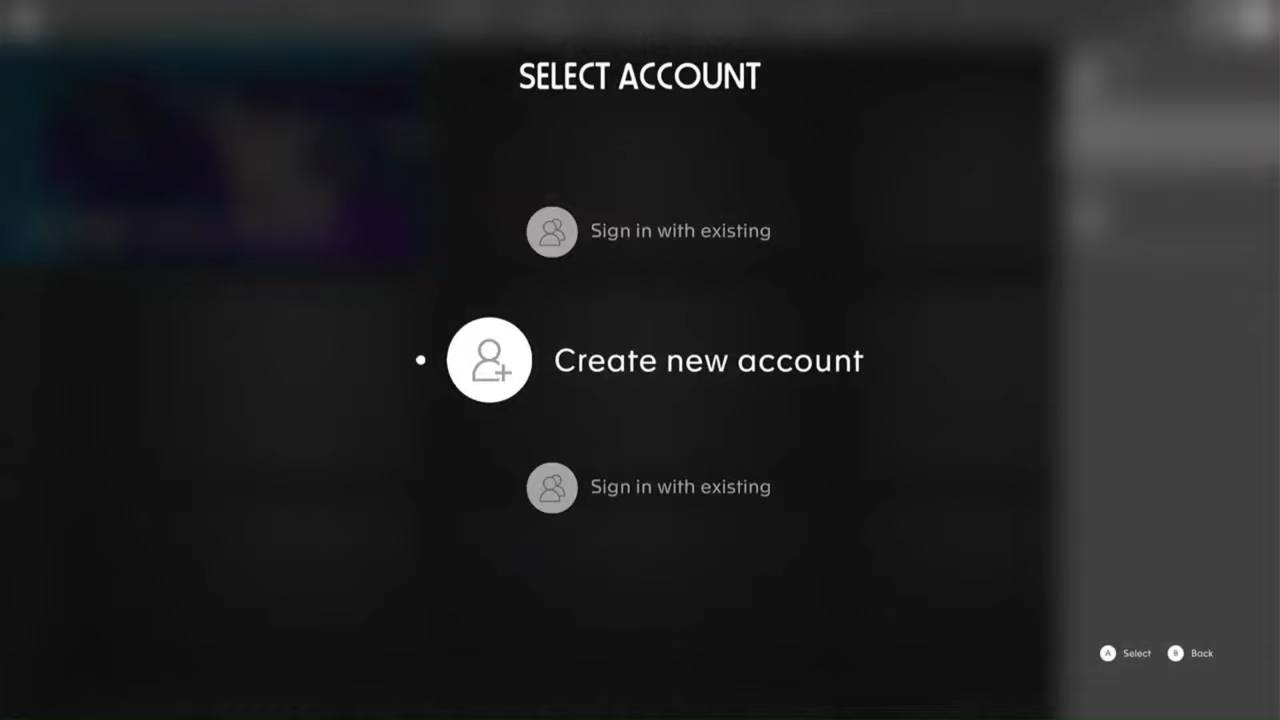 SELECT ACCOUNT
Sign in with existing
Create new account
Sign in with existing
A Select B Back